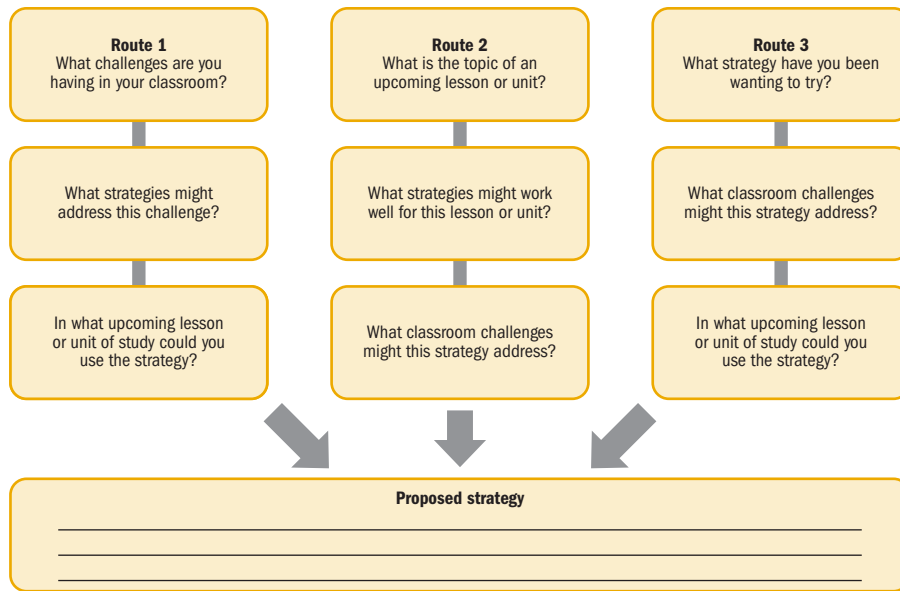 Route 1
What challenges are you
having in your classroom?
What strategies might
address this challenge?
In what upcoming lesson
or unit of study could you
use the strategy?
Route 2
What is the topic of an
upcoming lesson or unit?
What strategies might work
well for this lesson or unit?
What classroom challenges
might this strategy address?
Route 3
What strategy have you been
wanting to try?
What classroom challenges
might this strategy address?
In what upcoming lesson
or unit of study could you
use the strategy?
Proposed strategy